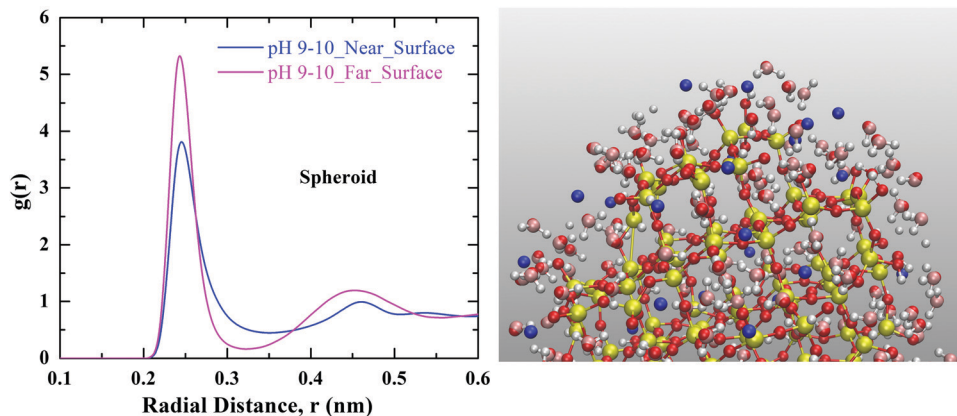 6
5
4
3
2
1
0
g(r)
pH 9-10_Near_Surface
pH 9-10_Far_Surface
Spheroid
0.1 0.2 0.3 0.4 0.5 0.6
Radial Distance, r (nm)